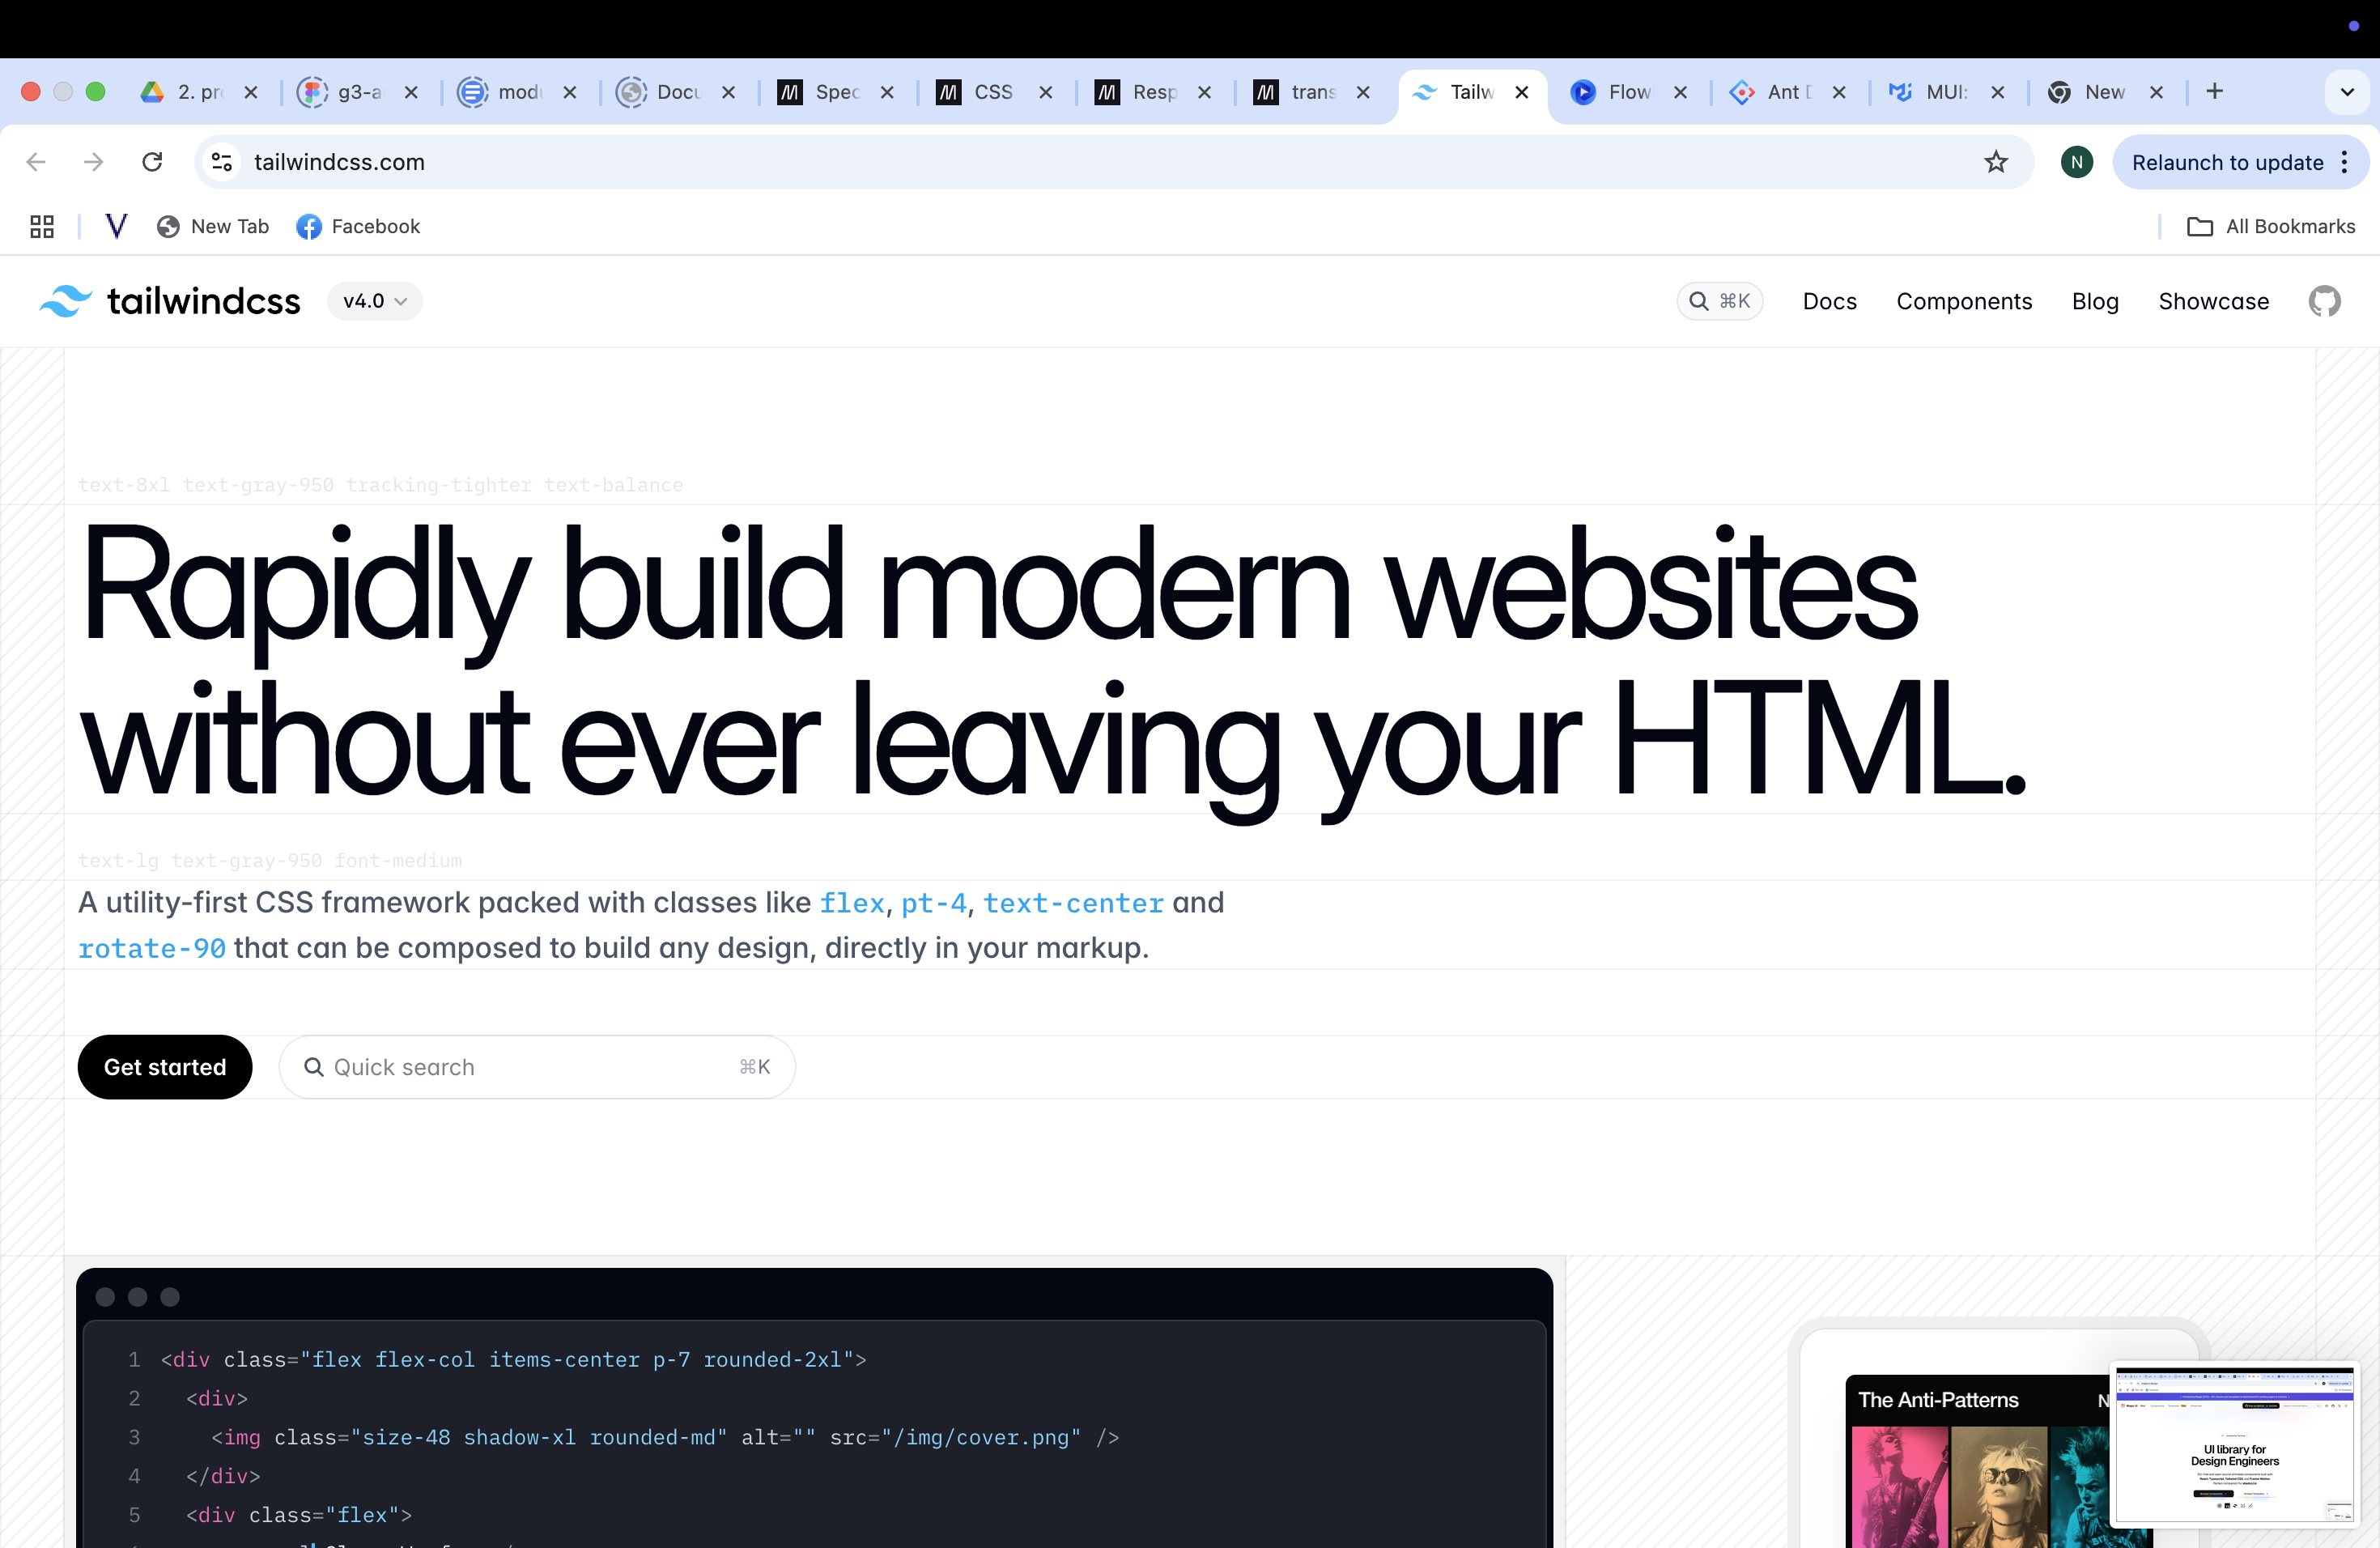 2. pr
g3-a
modu
Docu
Spec
CSS
Resp
trans
Tailw
Flow
Ant D
MUI:
New
tailwindcss.com
N
Relaunch to update
New Tab
Facebook
All Bookmarks
tailwindcss
v4.0
⌘K
Docs
Components
Blog
Showcase
text-8xl text-gray-950 tracking-tighter text-balance
Rapidly build modern websites
without ever leaving your HTML.
text-lg text-gray-950 font-medium
A utility-first CSS framework packed with classes like flex, pt-4, text-center and
rotate-90 that can be composed to build any design, directly in your markup.
Get started
Quick search
⌘K
1 <div class="flex flex-col items-center p-7 rounded-2xl">
2 <div>
3 <img class="size-48 shadow-xl rounded-md" alt="" src="/img/cover.png" />
4 </div>
5 <div class="flex">
The Anti-Patterns
UI library for
Design Engineers